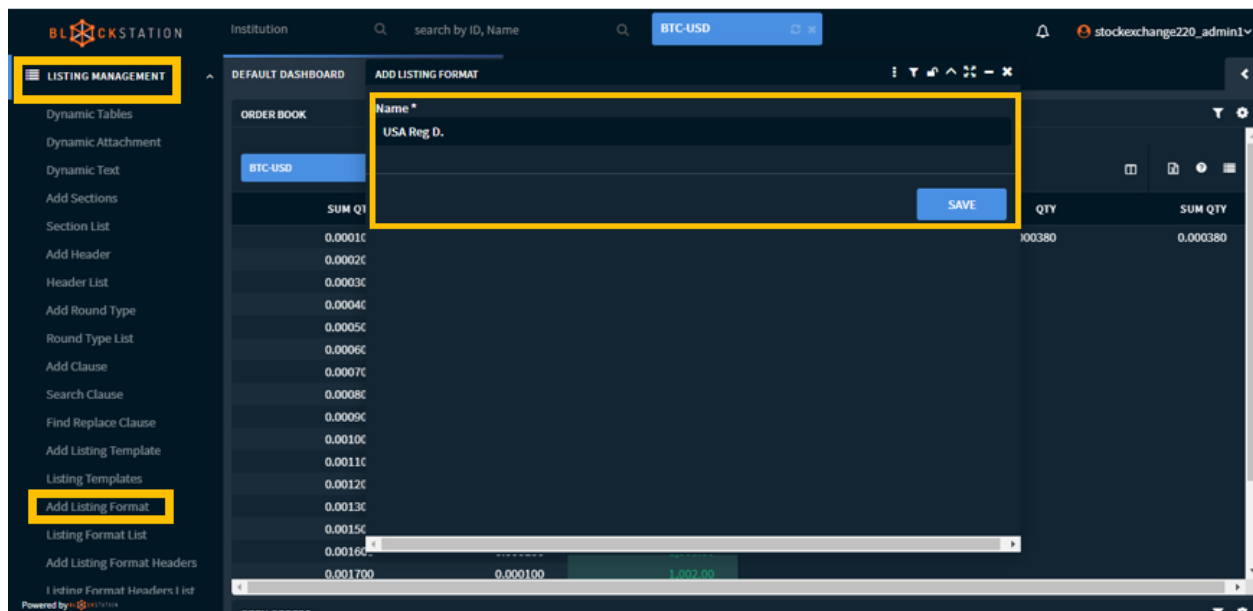 BLOCKSTATION
Institution
search by ID, Name
BTC-USD
stockexchange220_admin1
LISTING MANAGEMENT
DEFAULT DASHBOARD
ADD LISTING FORMAT
Dynamic Tables
Dynamic Attachment
Dynamic Text
Add Sections
Section List
Add Header
Header List
Add Round Type
Round Type List
Add Clause
Search Clause
Find Replace Clause
Add Listing Template
Listing Templates
Add Listing Format
Listing Format List
Add Listing Format Headers
Listing Format Headers List
Powered by BLOCKSTATION
ORDER BOOK
Name *
USA Reg D.
BTC-USD
SAVE
SUM QT
QTY
SUM QTY
0.00010
000380
0.000380
0.00020
0.00030
0.00040
0.00050
0.00060
0.00070
0.00080
0.00090
0.00100
0.00110
0.00120
0.00130
0.00150
0.00160
0.001700
0.000100
1,002.00